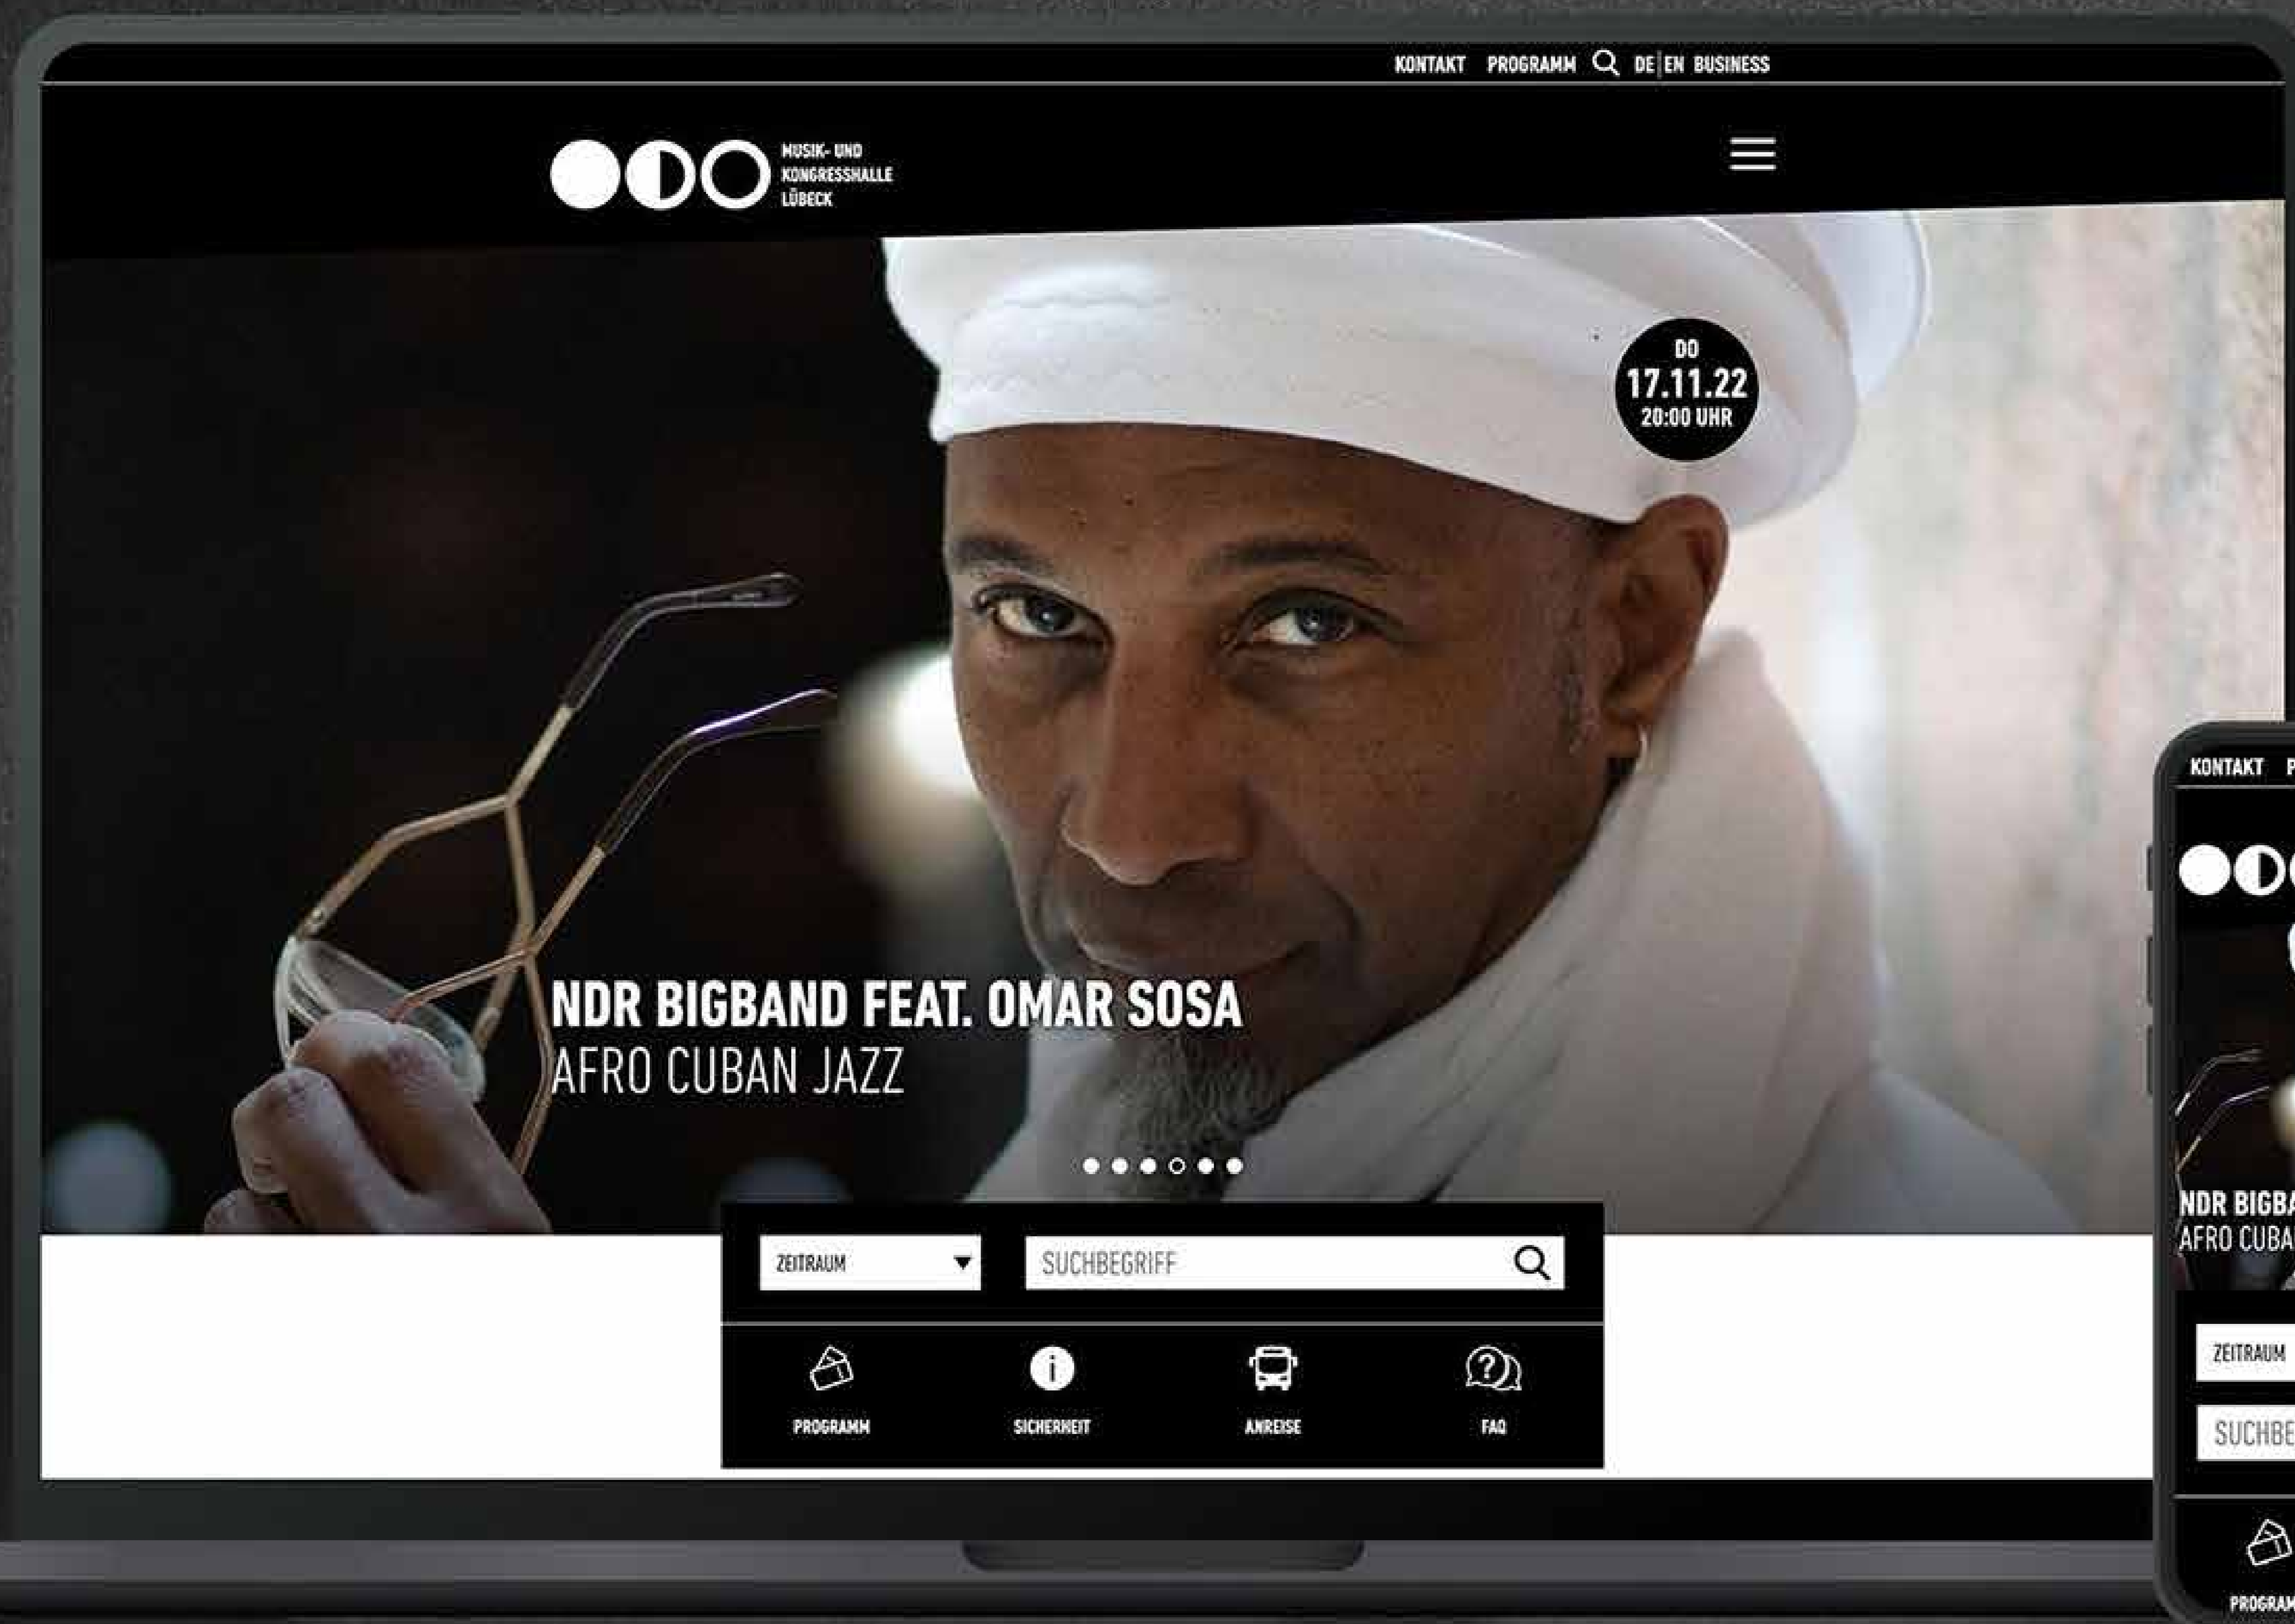 KONTAKT PROGRAMM DE|EN BUSINESS
MUSIK- UND
KONGRESSHALLE
LÜBECK
DO
17.11.22
20:00 UHR
NDR BIGBAND FEAT. OMAR SOSA
AFRO CUBAN JAZZ
ZEITRAUM
SUCHBEGRIFF
PROGRAMM
SICHERHEIT
ANREISE
FAQ
KONTAKT P
NDR BIGBA
AFRO CUBA
ZEITRAUM
SUCHBE
PROGRAM